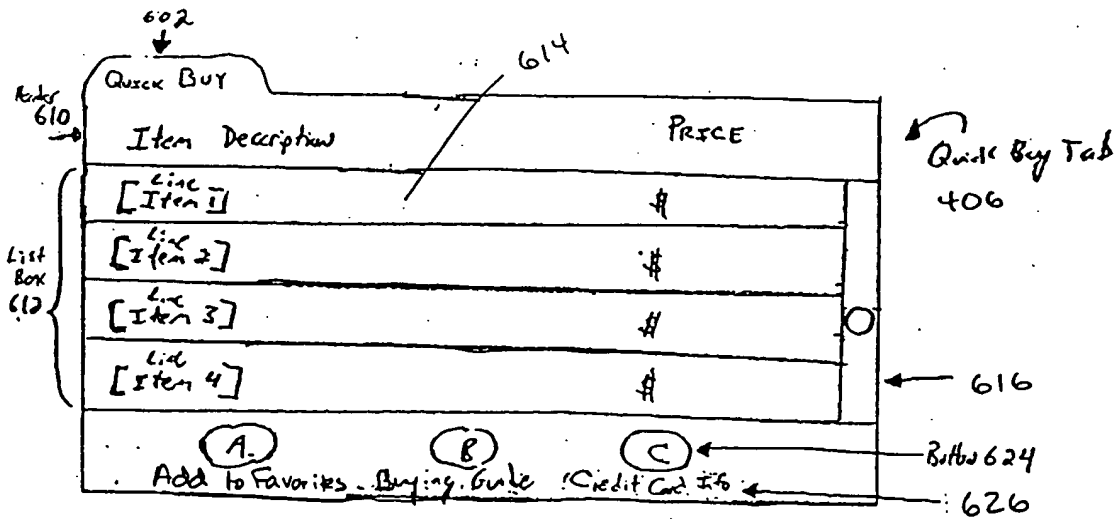 602
614
Quick Buy
610
Item Description PRICE
Quick Buy Tab
406
[Line Item 1] $
[Line Item 2] $
List Box 612
[Line Item 3] $
[Line Item 4] $
616
A. B C
Button 624
Add to Favorites Buying Guide Credit Card Info
626